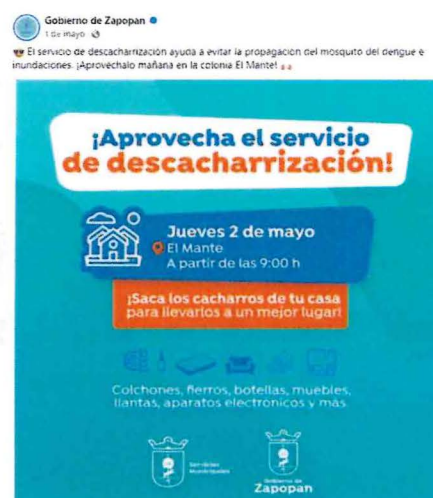 Gobierno de Zapopan
1 de mayo
El servicio de descacharrización ayuda a evitar la propagación del mosquito del dengue e
inundaciones. ¡Aprovéchalo mañana en la colonia El Mante!
¡Aprovecha el servicio
de descacharrización!
Jueves 2 de mayo
El Mante
A partir de las 9:00 h
¡Saca los cacharros de tu casa
para llevarlos a un mejor lugar!
Colchones, fierros, botellas, muebles,
llantas, aparatos electrónicos y más.
Servicios
Municipales
Gobierno de
Zapopan